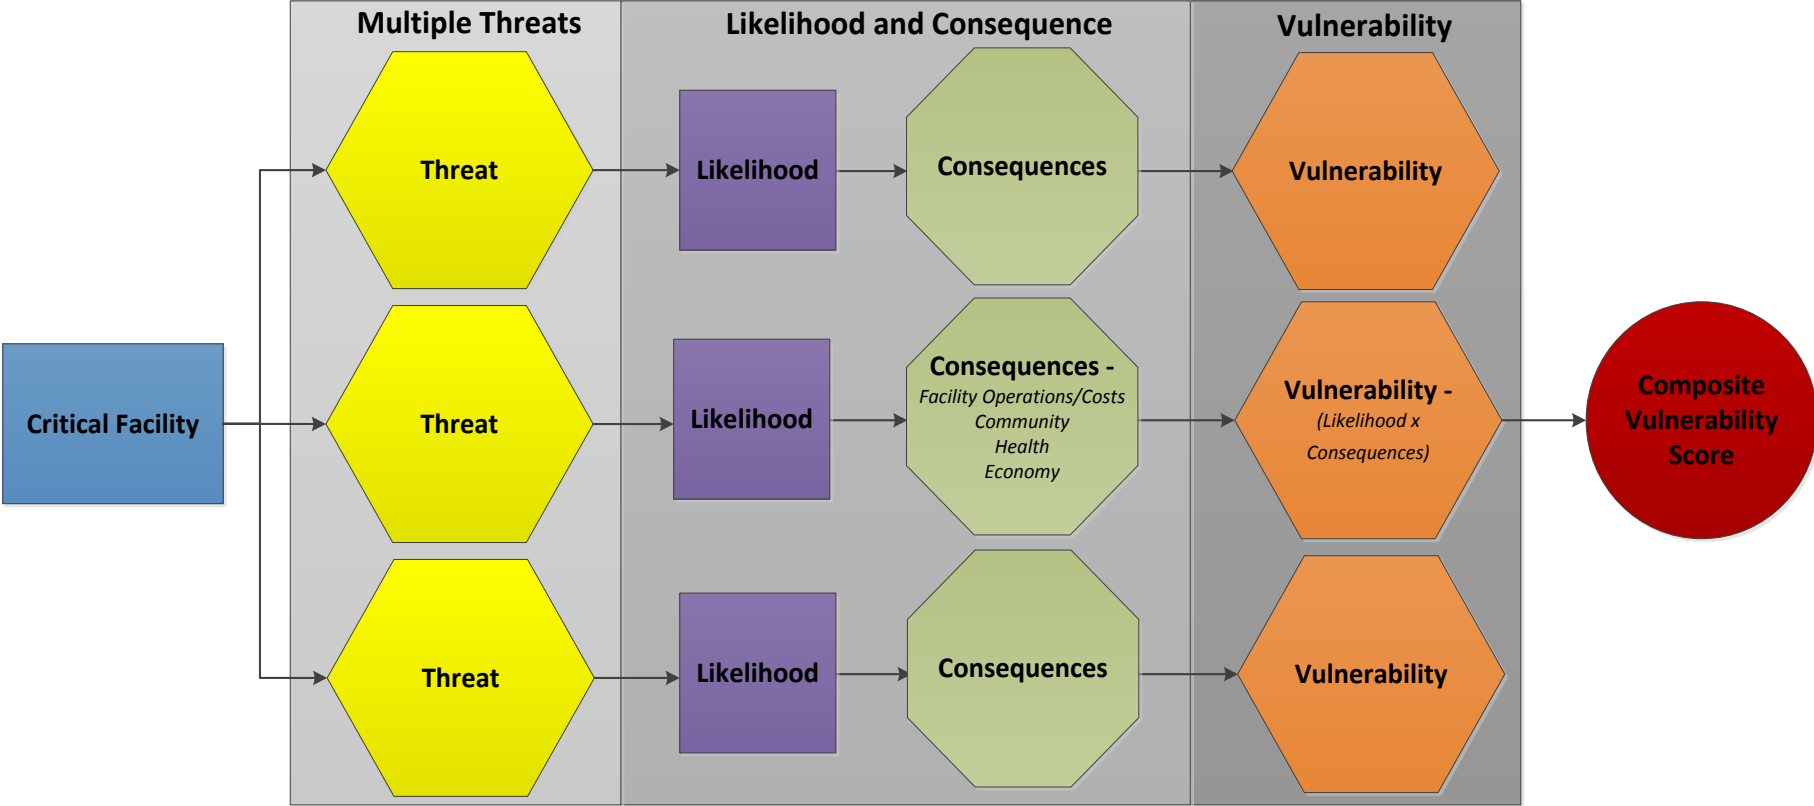 Multiple Threats
Likelihood and Consequence
Vulnerability
Threat
Likelihood
Consequences
Vulnerability
Critical Facility
Threat
Likelihood
Consequences -
Facility Operations/Costs
Community
Health
Economy
Vulnerability -
(Likelihood x
Consequences)
Composite
Vulnerability
Score
Threat
Likelihood
Consequences
Vulnerability